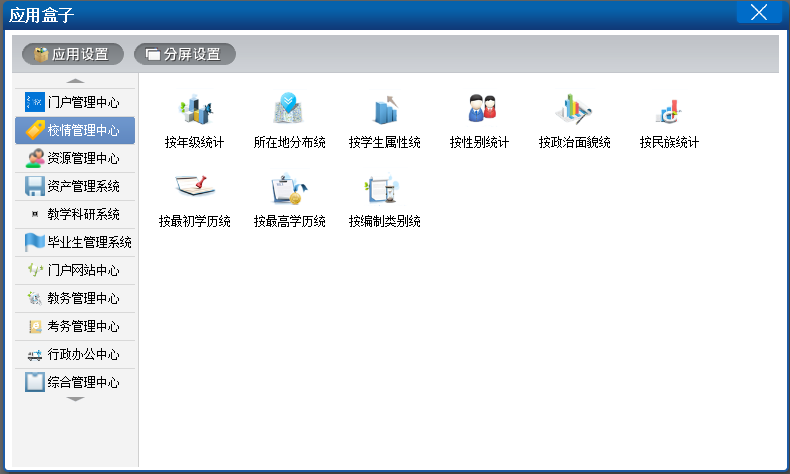 应用盒子
应用设置
分屏设置
门户管理中心
校情管理中心
资源管理中心
资产管理系统
教学科研系统
毕业生管理系统
门户网站中心
教务管理中心
考务管理中心
行政办公中心
综合管理中心
按年级统计
所在地分布统
按学生属性统
按性别统计
按政治面貌统
按民族统计
按最初学历统
按最高学历统
按编制类别统